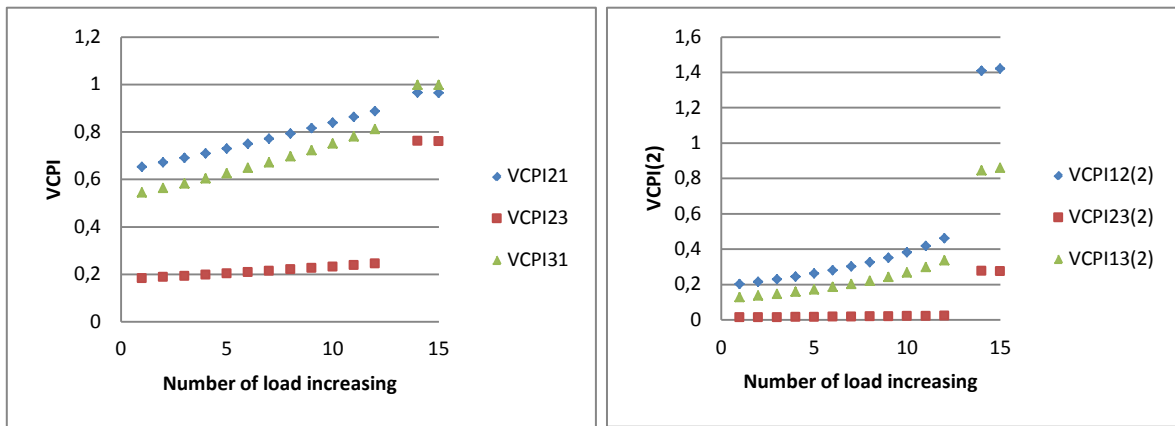 1,2
1
0,8
0,6
0,4
0,2
0
VCPI
0
5
10
15
Number of load increasing
VCPI21
VCPI23
VCPI31
1,6
1,4
1,2
1
0,8
0,6
0,4
0,2
0
VCPI(2)
0
5
10
15
Number of load increasing
VCPI12(2)
VCPI23(2)
VCPI13(2)